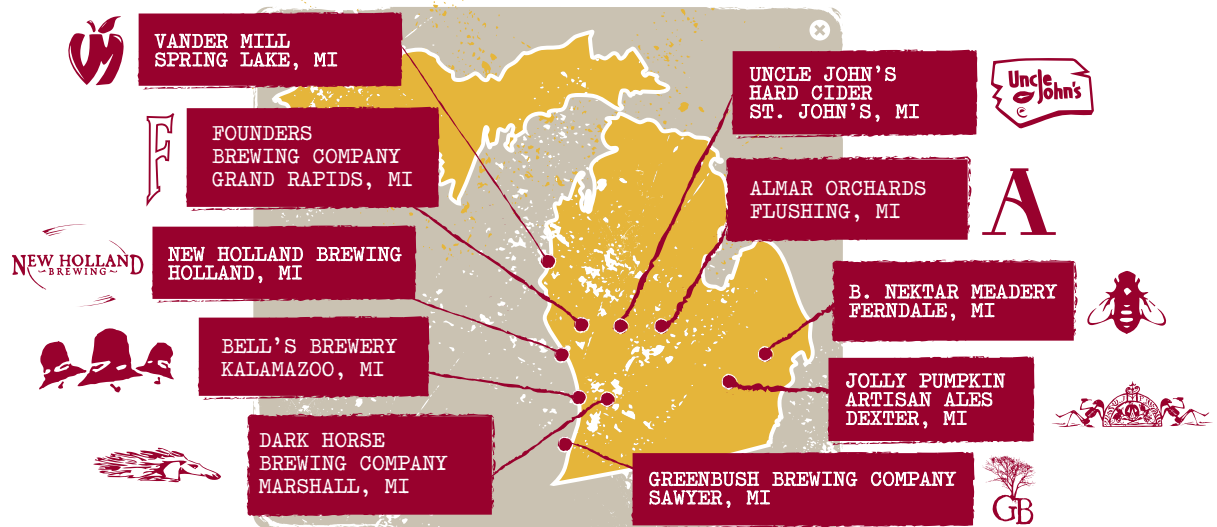 VANDER MILL
SPRING LAKE, MI
FOUNDERS
BREWING COMPANY
GRAND RAPIDS, MI
F
NEW HOLLAND
BREWING
NEW HOLLAND BREWING
HOLLAND, MI
BELL'S BREWERY
KALAMAZOO, MI
DARK HORSE
BREWING COMPANY
MARSHALL, MI
UNCLE JOHN'S
HARD CIDER
ST. JOHN'S, MI
Uncle
John's
ALMAR ORCHARDS
FLUSHING, MI
A
B. NEKTAR MEADERY
FERNDALE, MI
JOLLY PUMPKIN
ARTISAN ALES
DEXTER, MI
GREENBUSH BREWING COMPANY
SAWYER, MI
GB